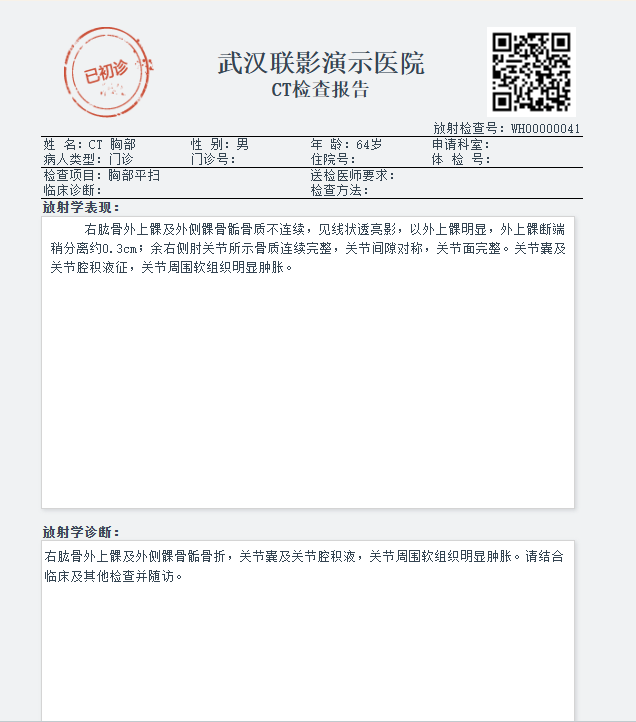 已初诊
武汉联影演示医院
CT检查报告
放射检查号：WH00000041
姓 名：CT 胸部 性 别：男 年 龄：64岁 申请科室：
病人类型：门诊 门诊号： 住院号： 体 检 号：
检查项目：胸部平扫 送检医师要求：
临床诊断： 检查方法：
放射学表现：
右肱骨外上髁及外侧髁骨骺骨质不连续，见线状透亮影，以外上髁明显，外上髁断端
稍分离约0.3cm；余右侧肘关节所示骨质连续完整，关节间隙对称，关节面完整。关节囊及
关节腔积液征，关节周围软组织明显肿胀。
放射学诊断：
右肱骨外上髁及外侧髁骨骺骨折，关节囊及关节腔积液，关节周围软组织明显肿胀。请结合
临床及其他检查并随访。